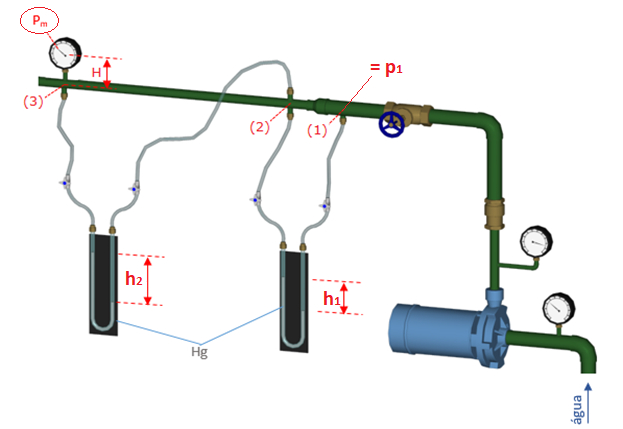 Pm
H
(3)
= p1
(2)
(1)
h2
h1
Hg
água